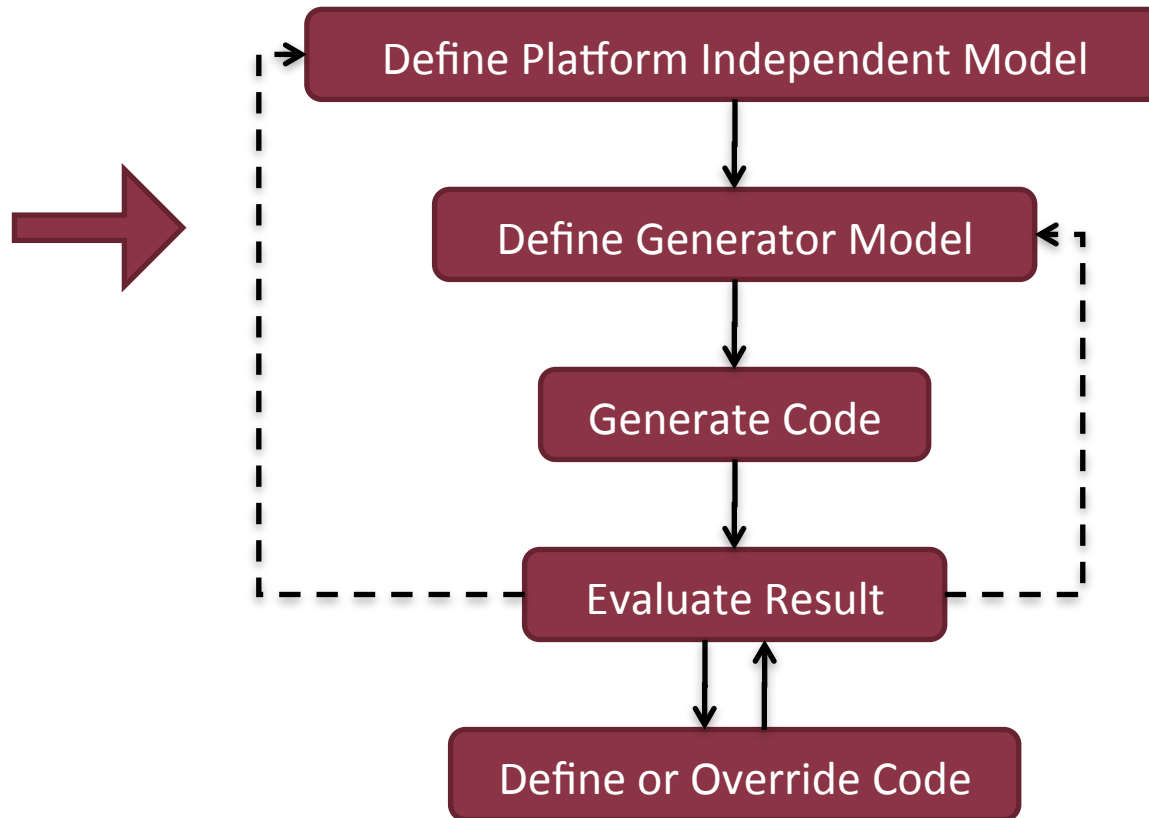 Define Platform Independent Model
Define Generator Model
Generate Code
Evaluate Result
Define or Override Code